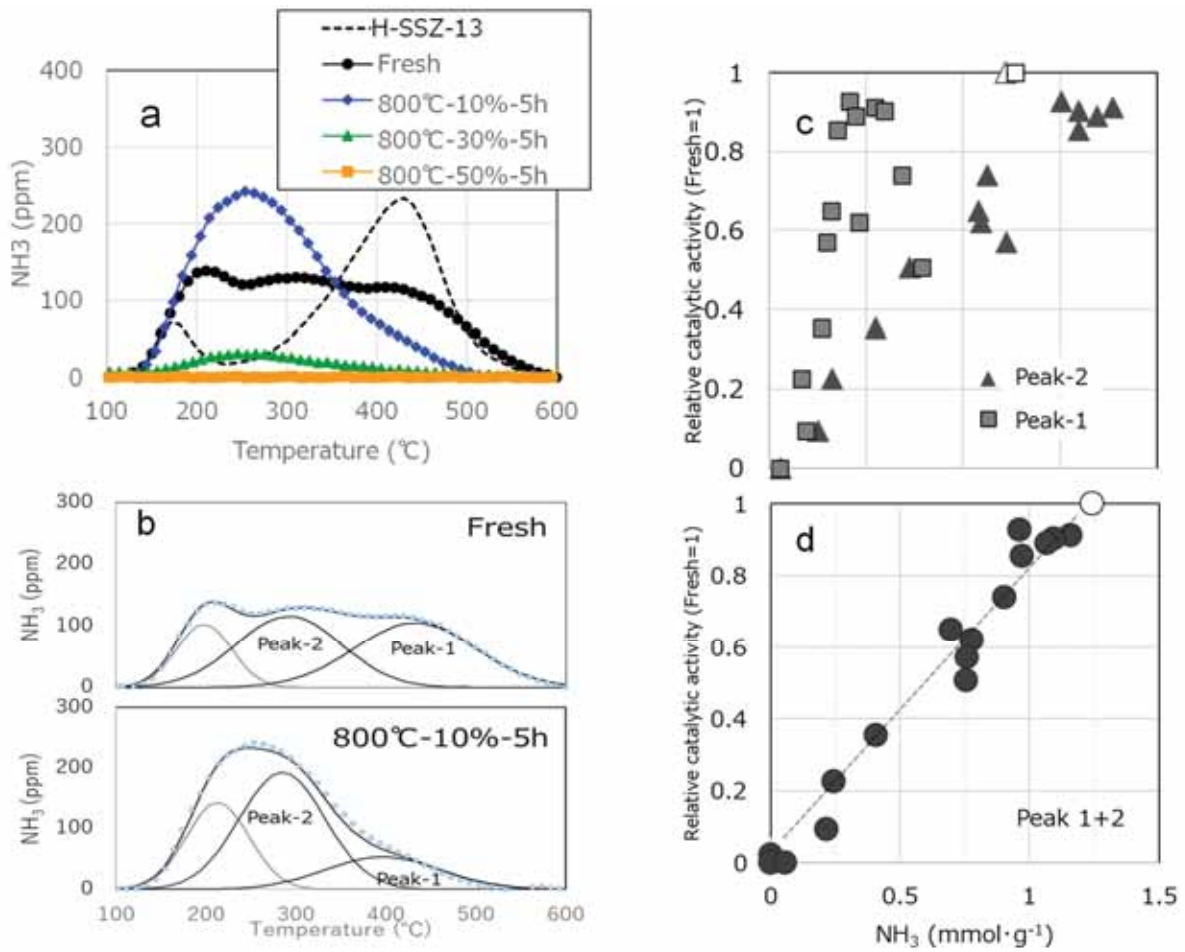 H-SSZ-13
Fresh
800℃-10%-5h
800℃-30%-5h
800℃-50%-5h
a
400
300
200
100
0
NH3 (ppm)
100 200 300 400 500 600
Temperature (℃)
b
Fresh
300
200
100
0
NH₃ (ppm)
Peak-2
Peak-1
800℃-10%-5h
300
200
100
0
NH₃ (ppm)
Peak-2
Peak-1
100 200 300 400 500 600
Temperature (℃)
c
1
0.8
0.6
0.4
0.2
0
Relative catalytic activity (Fresh=1)
Peak-2
Peak-1
d
1
0.8
0.6
0.4
0.2
0
Relative catalytic activity (Fresh=1)
Peak 1+2
0 0.5 1 1.5
NH₃ (mmol·g⁻¹)